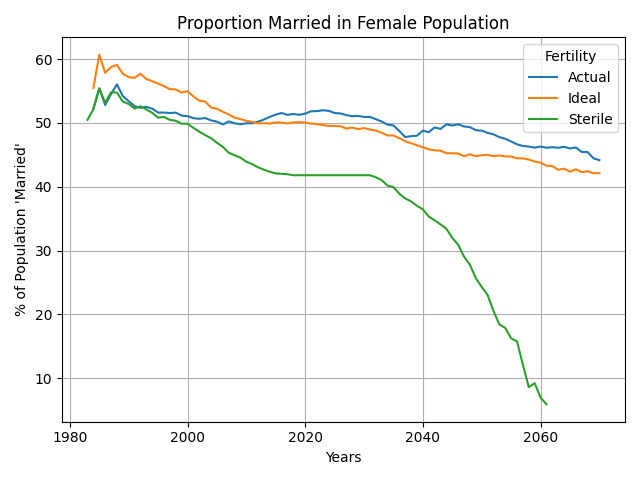 Proportion Married in Female Population
% of Population 'Married'
60
50
40
30
20
10
Fertility
Actual
Ideal
Sterile
1980
2000
2020
2040
2060
Years